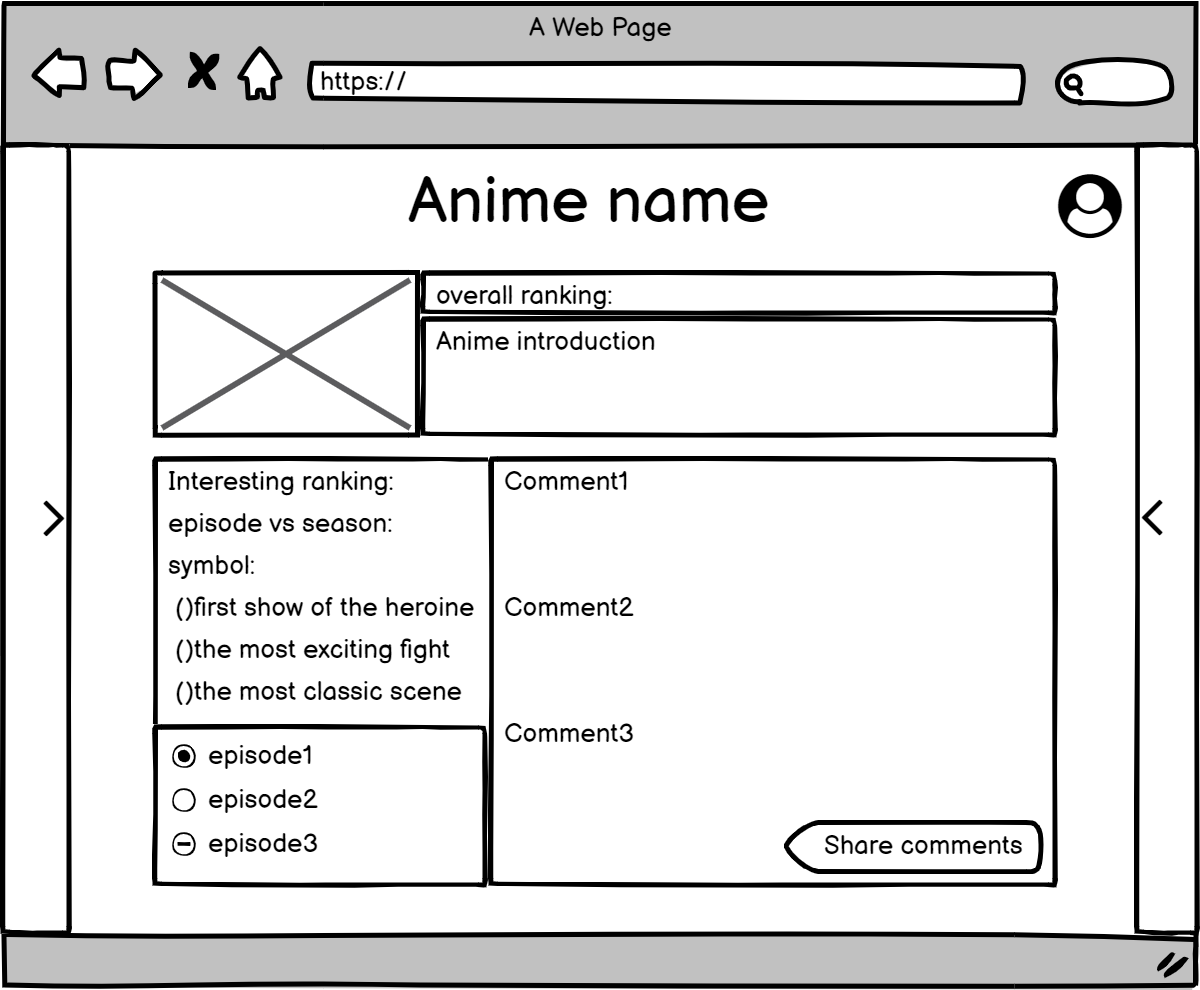 A Web Page
https://
Anime name
overall ranking:
Anime introduction
Interesting ranking:
episode vs season:
symbol:
()first show of the heroine
()the most exciting fight
()the most classic scene
episode1
episode2
episode3
Comment1
Comment2
Comment3
Share comments